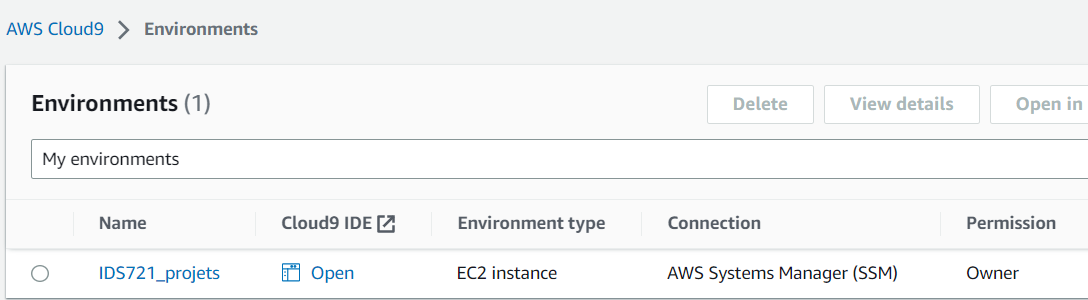 AWS Cloud9 > Environments
Environments (1)
Delete View details Open in
My environments
Name Cloud9 IDE Environment type Connection Permission
IDS721_projets Open EC2 instance AWS Systems Manager (SSM) Owner